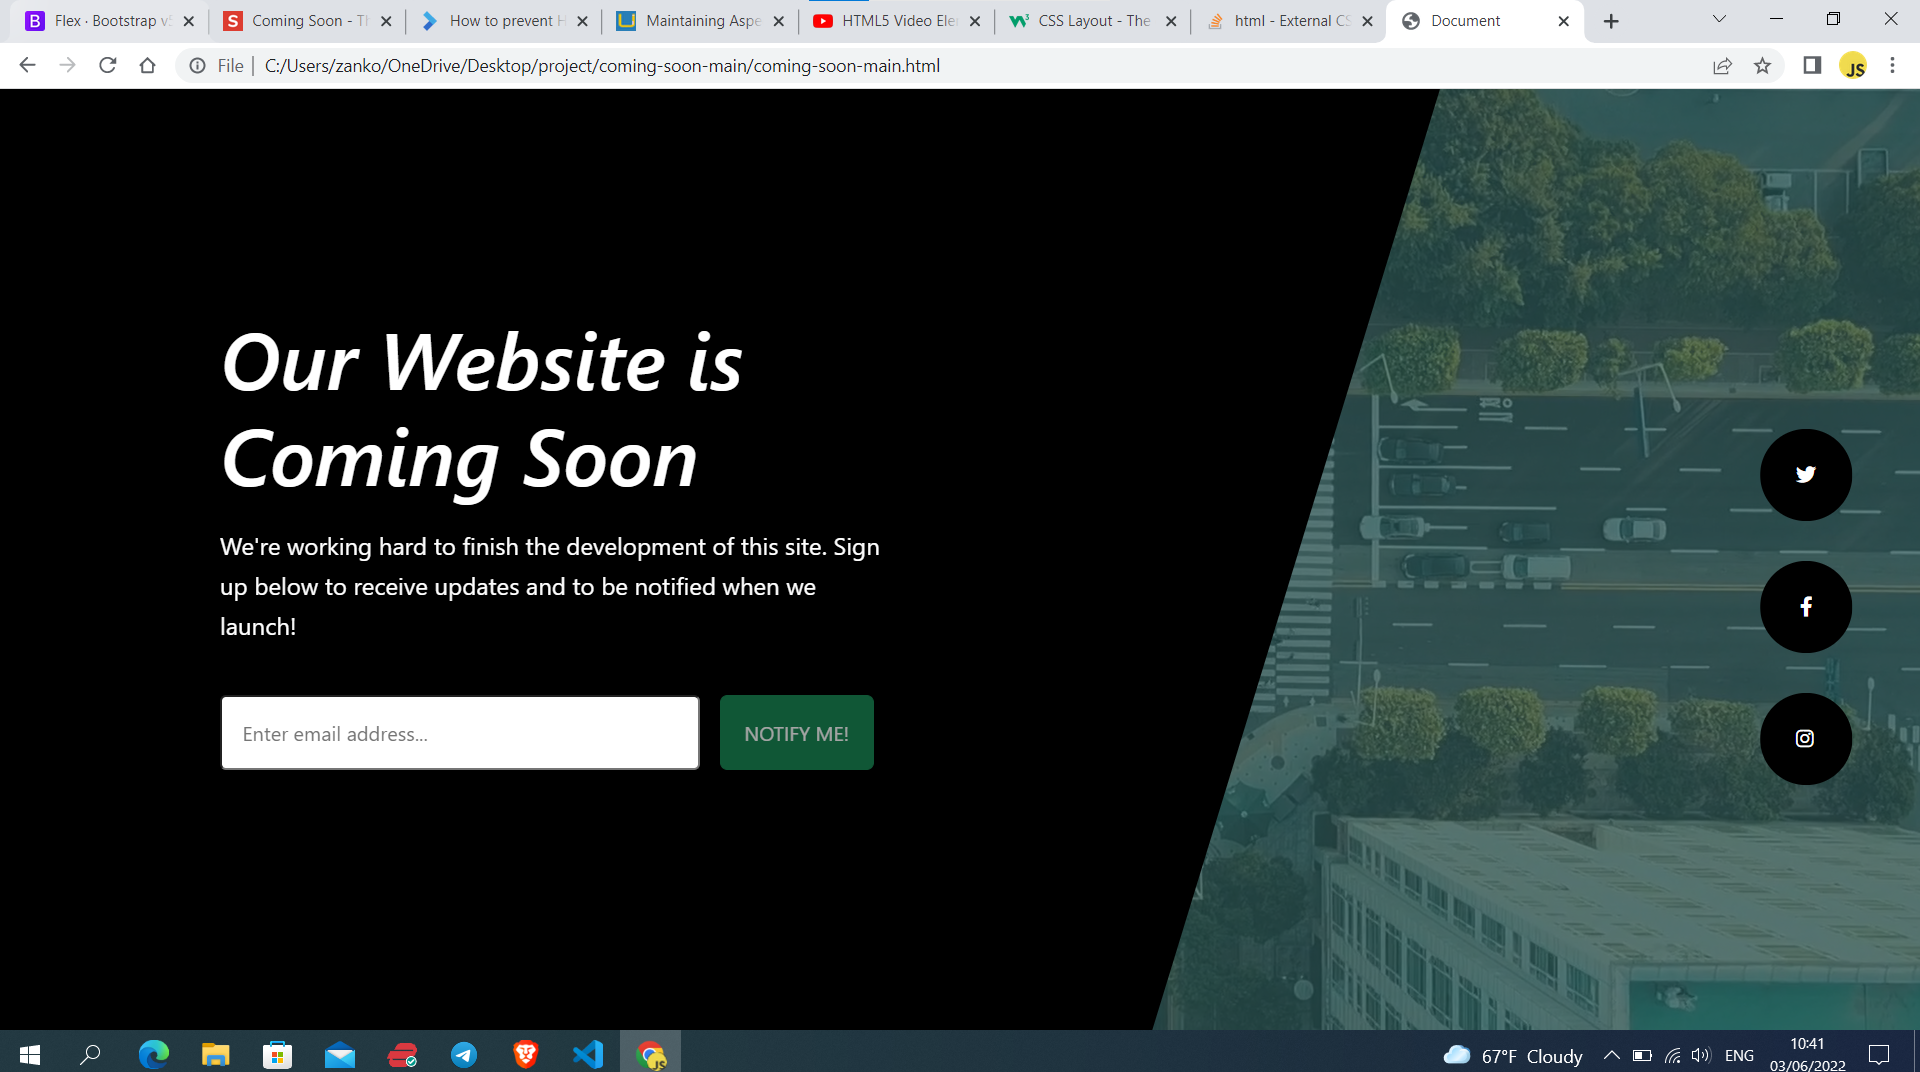 Flex · Bootstrap v5
Coming Soon - Th
How to prevent H
Maintaining Aspe
HTML5 Video Elem
CSS Layout - The
html - External CS
Document
File
C:/Users/zanko/OneDrive/Desktop/project/coming-soon-main/coming-soon-main.html
JS
Our Website is
Coming Soon
We're working hard to finish the development of this site. Sign
up below to receive updates and to be notified when we
launch!
Enter email address...
NOTIFY ME!
67°F Cloudy
ENG
10:41
03/06/2022